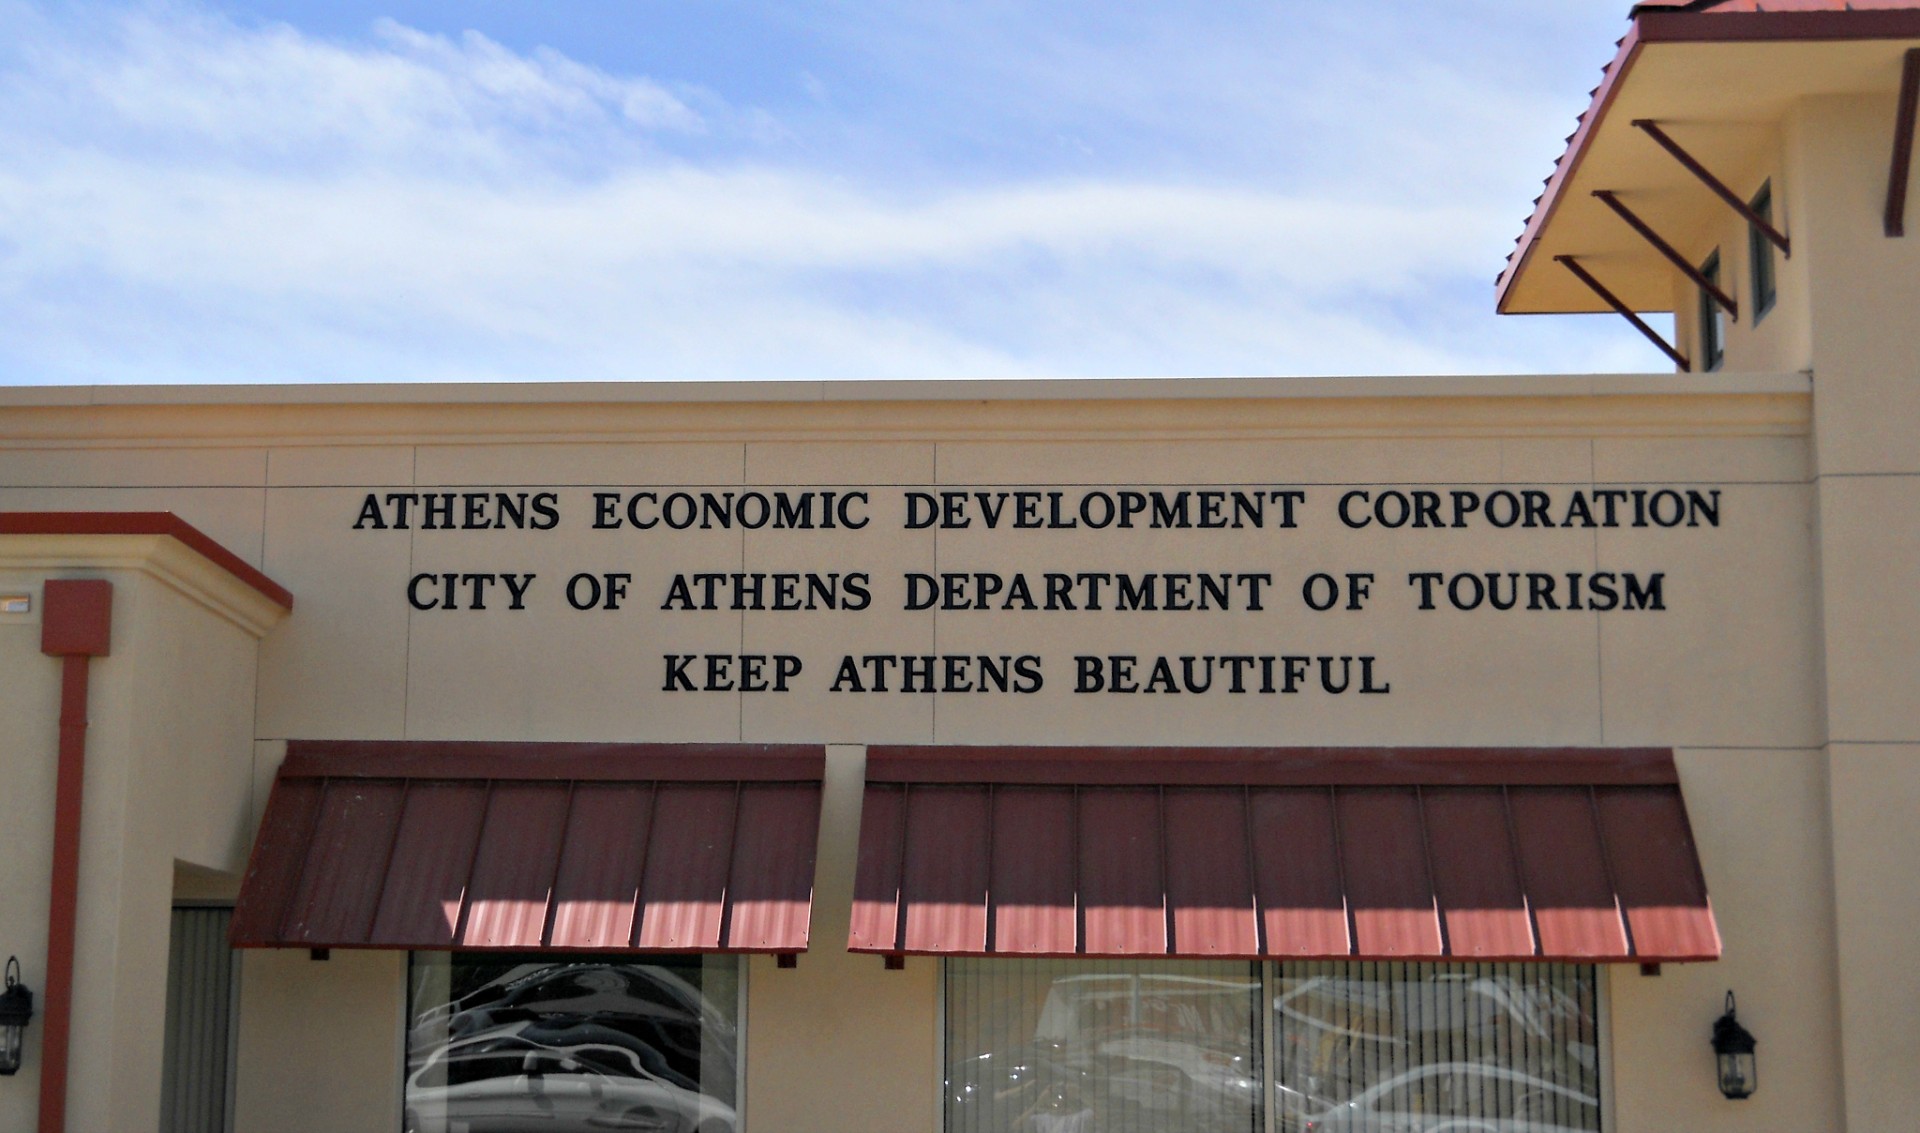 ATHENS ECONOMIC DEVELOPMENT CORPORATION
CITY OF ATHENS DEPARTMENT OF TOURISM
KEEP ATHENS BEAUTIFUL